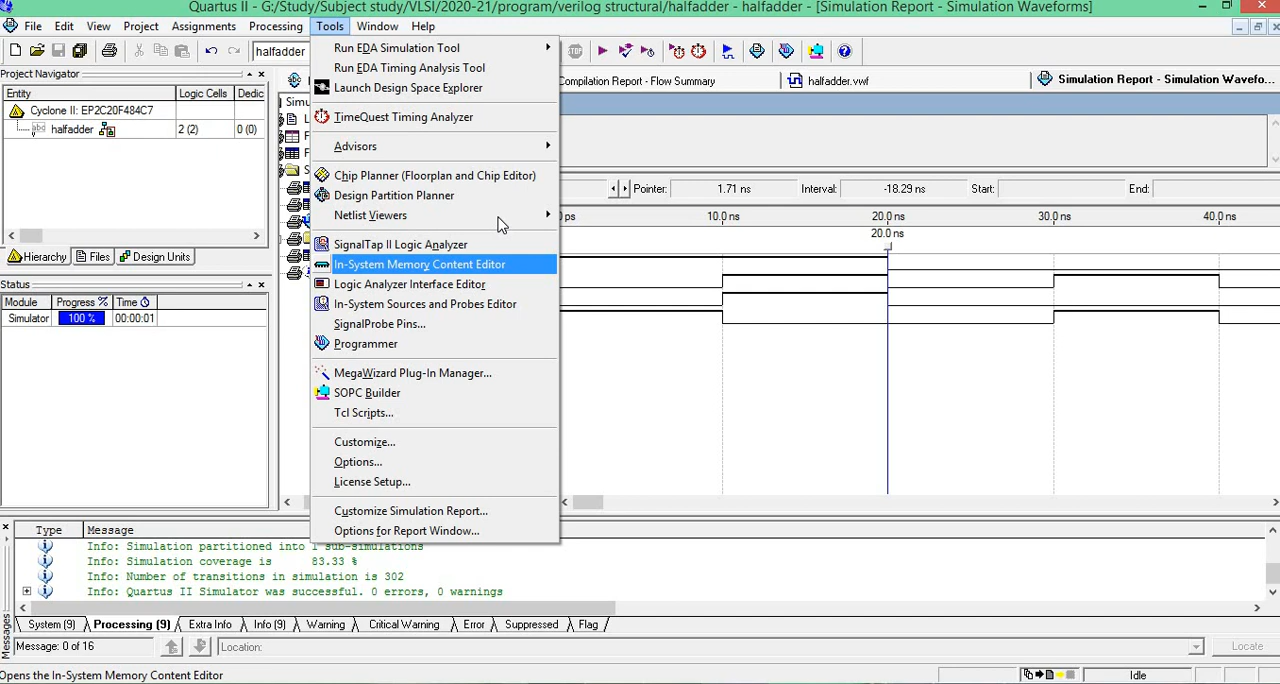 Quartus II - G:/Study/Subject study/VLSI/2020-21/program/verilog structural/halfadder - halfadder - [Simulation Report - Simulation Waveforms]
File Edit View Project Assignments Processing Tools Window Help
halfadder
Project Navigator
Entity Logic Cells Dedic
Cyclone II: EP2C20F484C7
halfadder 2 (2) 0 (0)
Hierarchy Files Design Units
Status
Module Progress % Time
Simulator 100 % 00:00:01
Run EDA Simulation Tool
Run EDA Timing Analysis Tool
Launch Design Space Explorer
TimeQuest Timing Analyzer
Advisors
Chip Planner (Floorplan and Chip Editor)
Design Partition Planner
Netlist Viewers
SignalTap II Logic Analyzer
In-System Memory Content Editor
Logic Analyzer Interface Editor
In-System Sources and Probes Editor
SignalProbe Pins...
Programmer
MegaWizard Plug-In Manager...
SOPC Builder
Tcl Scripts...
Customize...
Options...
License Setup...
Customize Simulation Report...
Options for Report Window...
Compilation Report - Flow Summary halfadder.vwf Simulation Report - Simulation Wavefo...
Simu
Pointer: 1.71 ns Interval: -18.29 ns Start: End:
ps 10.0 ns 20.0 ns 30.0 ns 40.0 ns
20.0 ns
Type Message
Info: Simulation partitioned into 1 sub-simulations
Info: Simulation coverage is 83.33 %
Info: Number of transitions in simulation is 302
Info: Quartus II Simulator was successful. 0 errors, 0 warnings
System (9) Processing (9) Extra Info Info (9) Warning Critical Warning Error Suppressed Flag
Messages
Message: 0 of 16 Location: Locate
Opens the In-System Memory Content Editor Idle